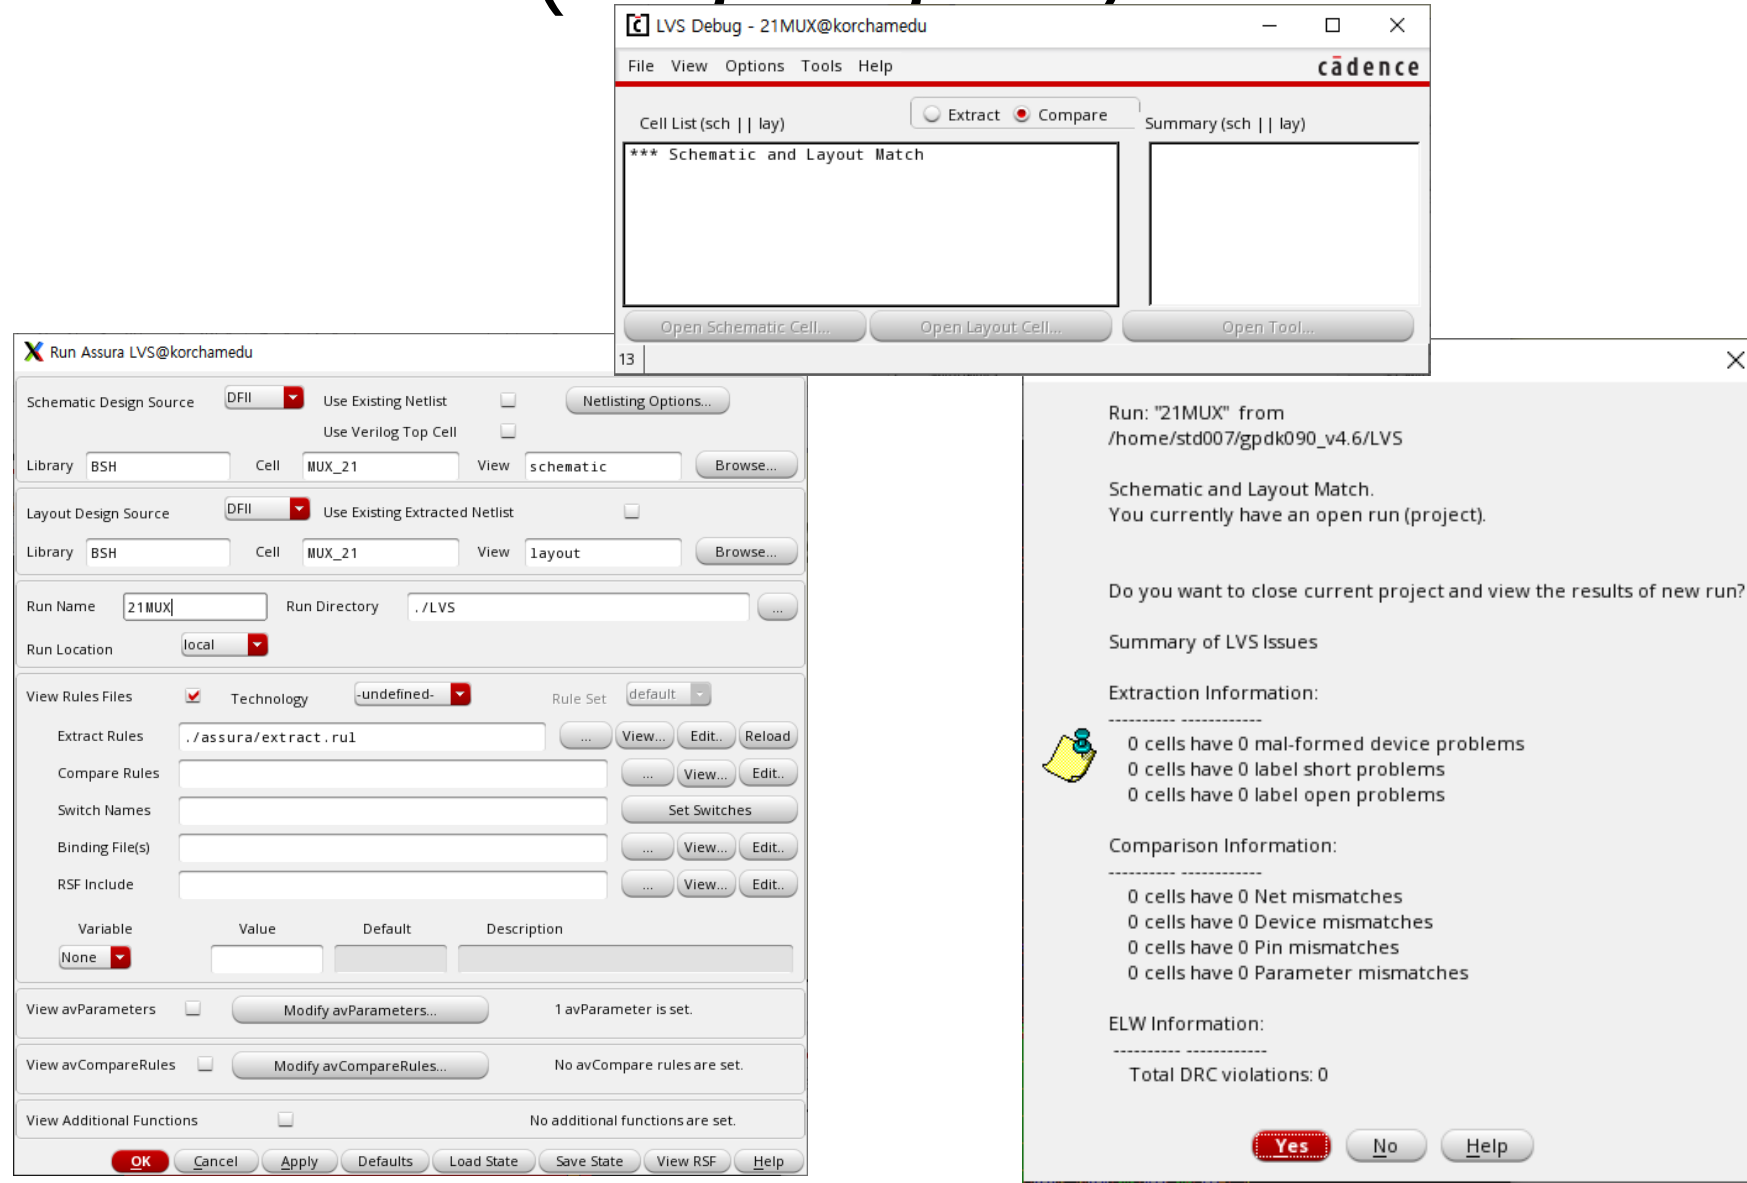 LVS Debug - 21MUX@korchamedu
File View Options Tools Help
cādence
Extract Compare
Cell List (sch || lay)
Summary (sch || lay)
*** Schematic and Layout Match
Open Schematic Cell...
Open Layout Cell...
Open Tool...
13
Run Assura LVS@korchamedu
Schematic Design Source DFII Use Existing Netlist Netlisting Options...
Use Verilog Top Cell
Library BSH Cell MUX_21 View schematic Browse...
Layout Design Source DFII Use Existing Extracted Netlist
Library BSH Cell MUX_21 View layout Browse...
Run Name 21MUX Run Directory ./LVS ...
Run Location local
View Rules Files Technology -undefined- Rule Set default
Extract Rules ./assura/extract.rul ... View... Edit.. Reload
Compare Rules ... View... Edit..
Switch Names Set Switches
Binding File(s) ... View... Edit..
RSF Include ... View... Edit..
Variable Value Default Description
None
View avParameters Modify avParameters... 1 avParameter is set.
View avCompareRules Modify avCompareRules... No avCompare rules are set.
View Additional Functions No additional functions are set.
OK Cancel Apply Defaults Load State Save State View RSF Help
Run: "21MUX" from
/home/std007/gpdk090_v4.6/LVS
Schematic and Layout Match.
You currently have an open run (project).
Do you want to close current project and view the results of new run?
Summary of LVS Issues
Extraction Information:
---------- ------------
0 cells have 0 mal-formed device problems
0 cells have 0 label short problems
0 cells have 0 label open problems
Comparison Information:
---------- ------------
0 cells have 0 Net mismatches
0 cells have 0 Device mismatches
0 cells have 0 Pin mismatches
0 cells have 0 Parameter mismatches
ELW Information:
---------- ------------
Total DRC violations: 0
Yes No Help